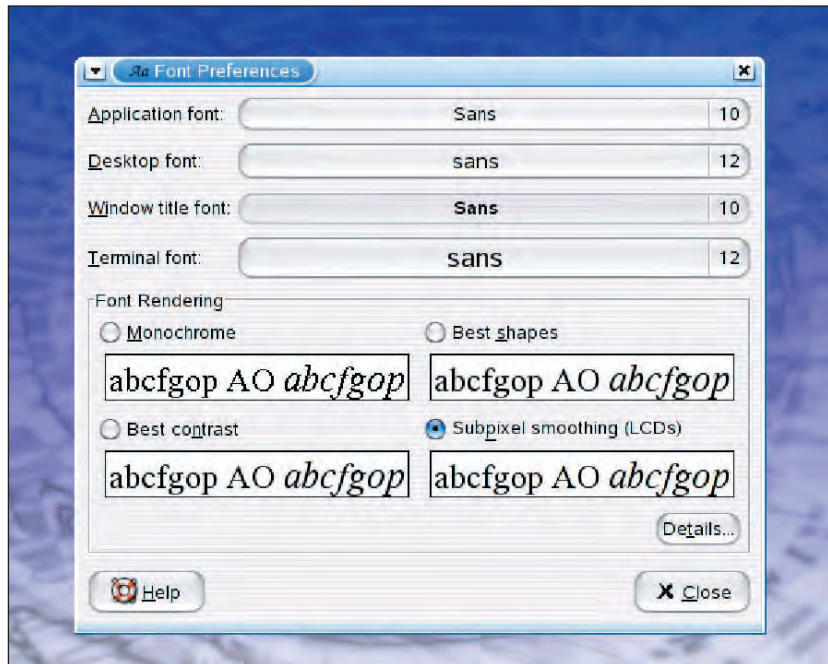 Aa Font Preferences
Application font: Sans 10
Desktop font: sans 12
Window title font: Sans 10
Terminal font: sans 12
Font Rendering
Monochrome Best shapes
abcfgop AO abcfgop abcfgop AO abcfgop
Best contrast Subpixel smoothing (LCDs)
abcfgop AO abcfgop abcfgop AO abcfgop
Details...
Help Close